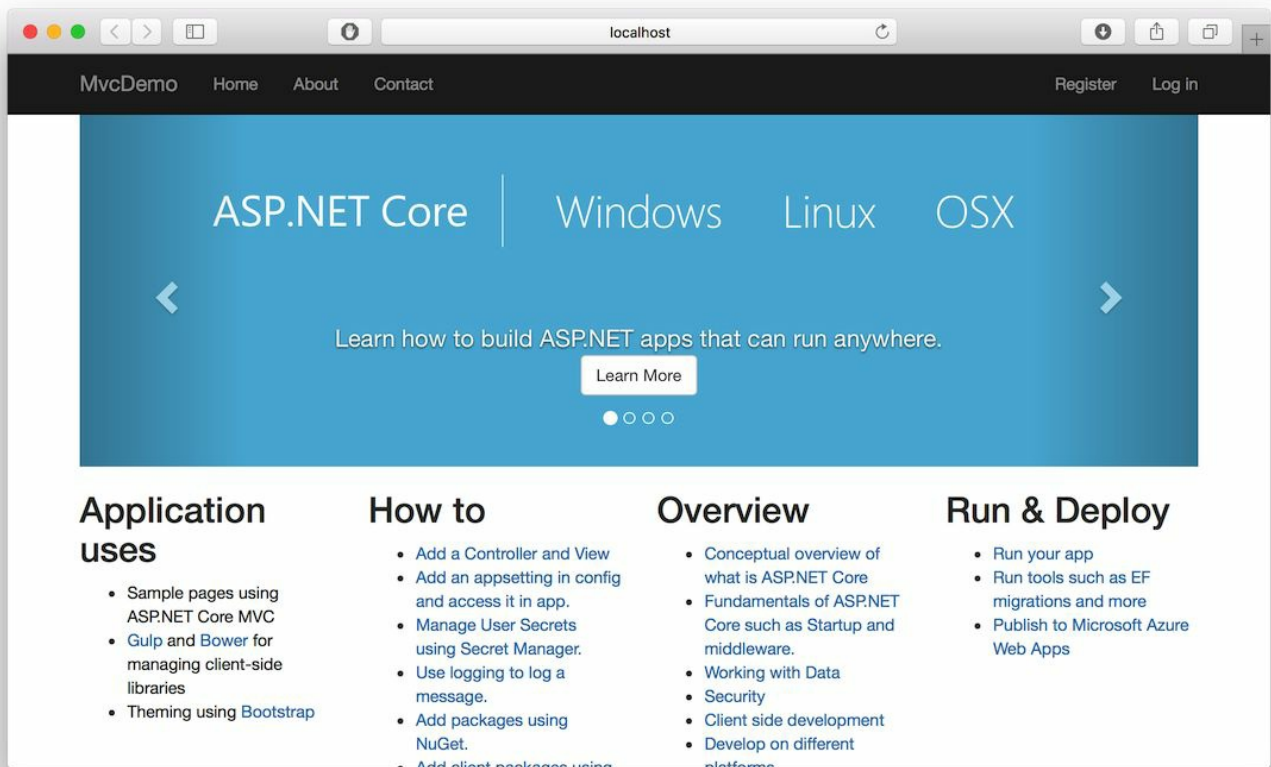 localhost
MvcDemo Home About Contact Register Log in
ASP.NET Core Windows Linux OSX
Learn how to build ASP.NET apps that can run anywhere.
Learn More
Application
uses
Sample pages using
ASP.NET Core MVC
Gulp and Bower for
managing client-side
libraries
Theming using Bootstrap
How to
Add a Controller and View
Add an appsetting in config
and access it in app.
Manage User Secrets
using Secret Manager.
Use logging to log a
message.
Add packages using
NuGet.
Add client packages using
Overview
Conceptual overview of
what is ASP.NET Core
Fundamentals of ASP.NET
Core such as Startup and
middleware.
Working with Data
Security
Client side development
Develop on different
platforms
Run & Deploy
Run your app
Run tools such as EF
migrations and more
Publish to Microsoft Azure
Web Apps